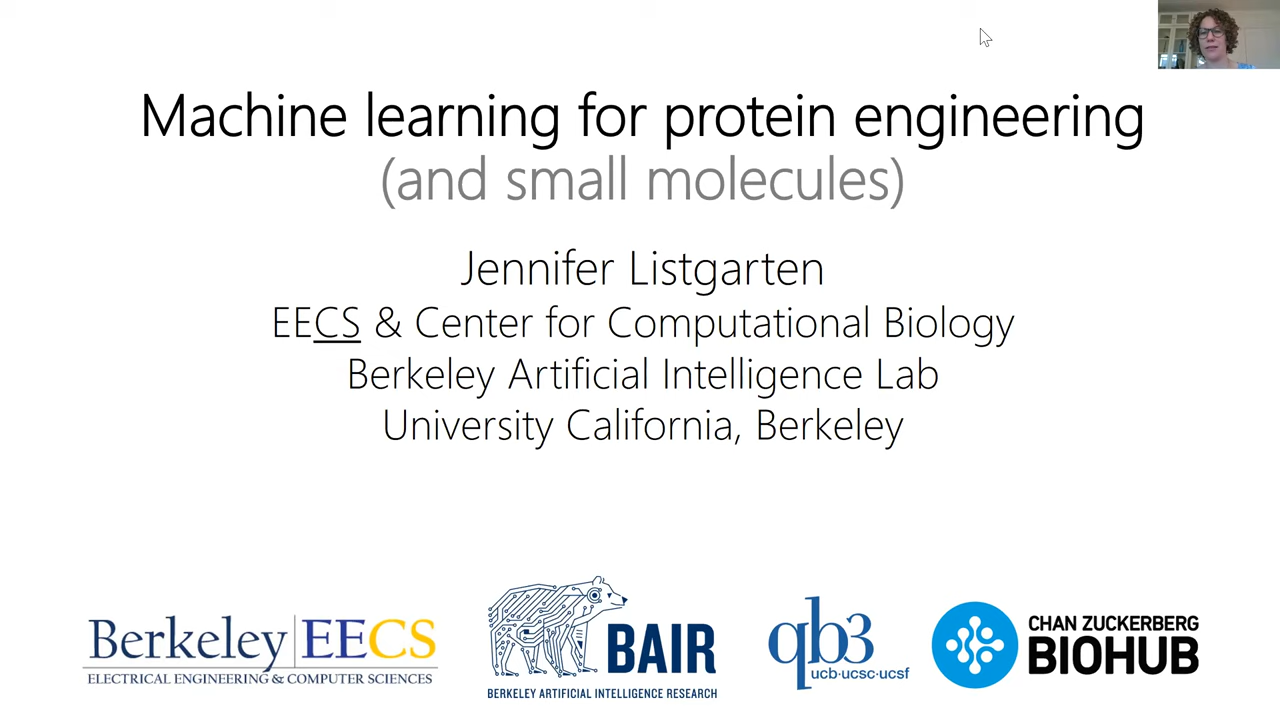 Machine learning for protein engineering
(and small molecules)
Jennifer Listgarten
EECS & Center for Computational Biology
Berkeley Artificial Intelligence Lab
University California, Berkeley
Berkeley EECS
ELECTRICAL ENGINEERING & COMPUTER SCIENCES
BAIR
BERKELEY ARTIFICIAL INTELLIGENCE RESEARCH
qb3
ucb·ucsc·ucsf
CHAN ZUCKERBERG
BIOHUB